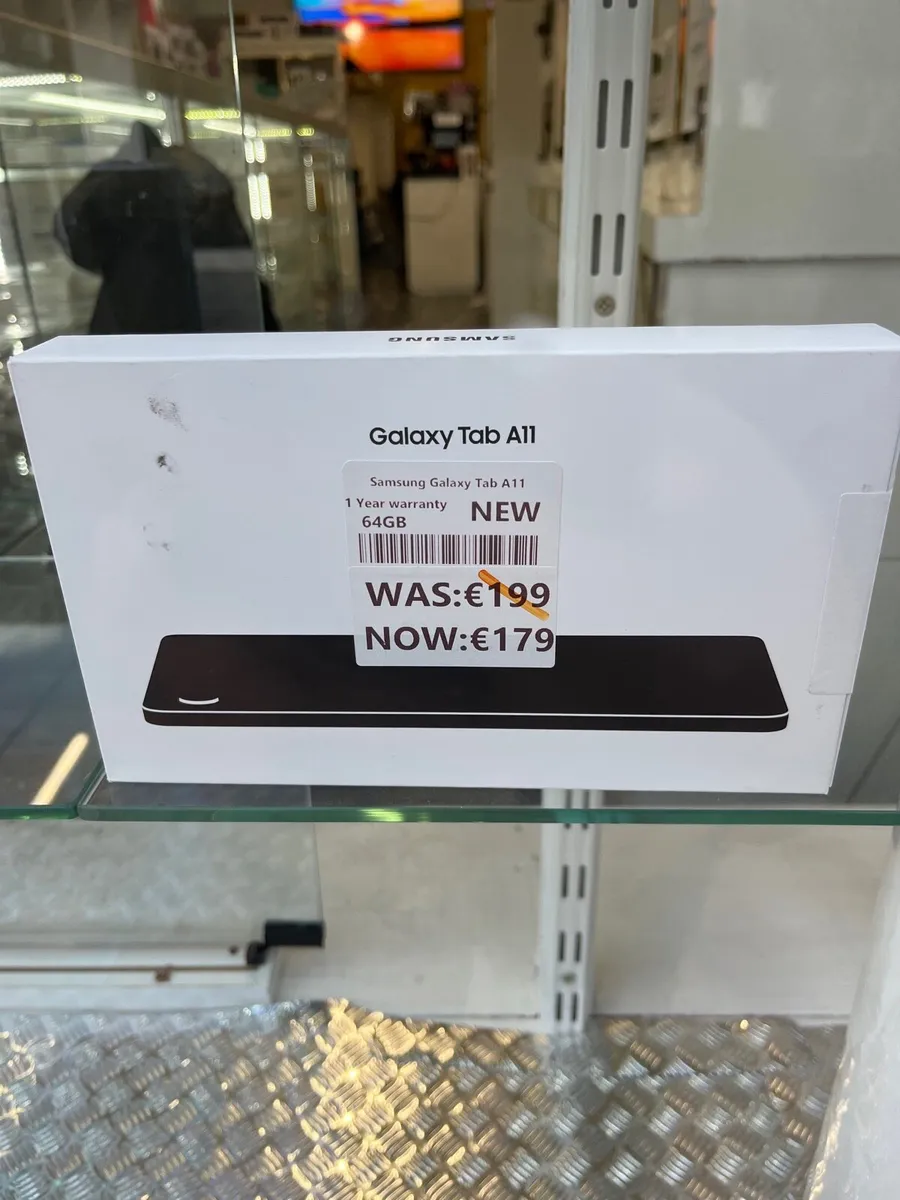 SAMSUNG
Galaxy Tab A11
Samsung Galaxy Tab A11
1 Year warranty NEW
64GB
WAS:€199
NOW:€179